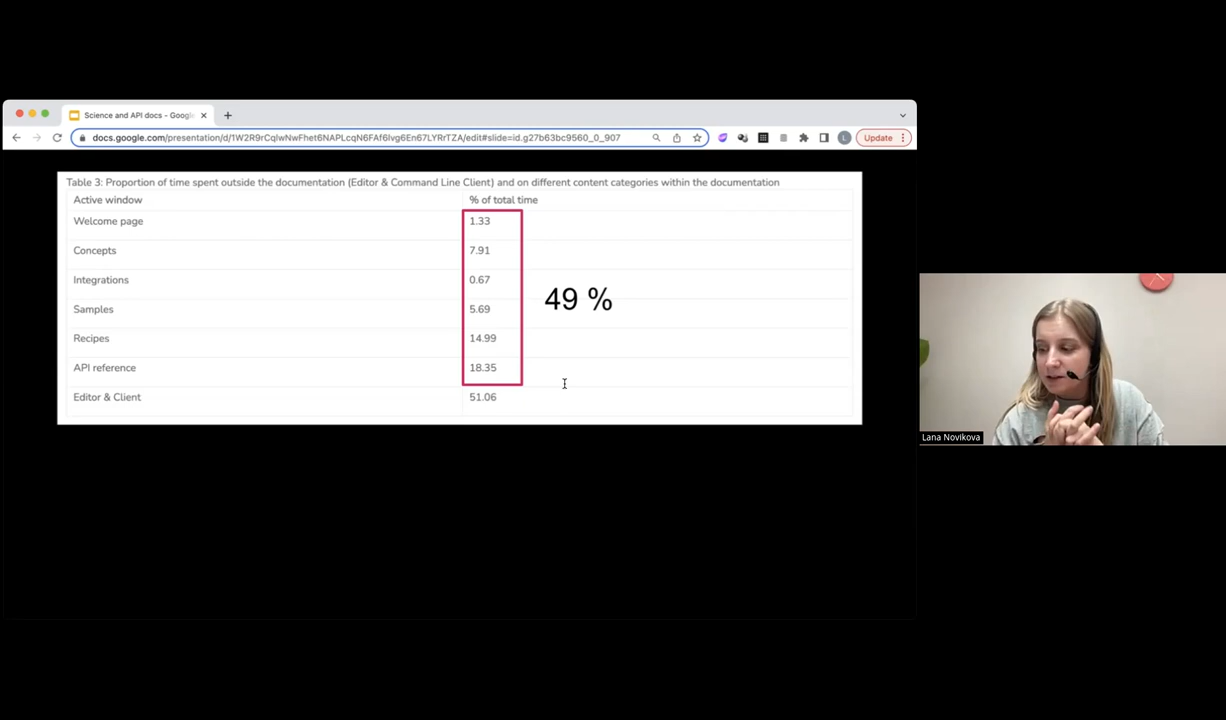 Science and API docs - Googl
docs.google.com/presentation/d/1W2R9rCqlwNwFhet6NAPLcqN6FAf6Ivg6En67LYRrTZA/edit#slide=id.g27b63bc9560_0_907
L
Update
Table 3: Proportion of time spent outside the documentation (Editor & Command Line Client) and on different content categories within the documentation
Active window % of total time
Welcome page 1.33
Concepts 7.91
Integrations 0.67
49 %
Samples 5.69
Recipes 14.99
API reference 18.35
Editor & Client 51.06
Lana Novikova